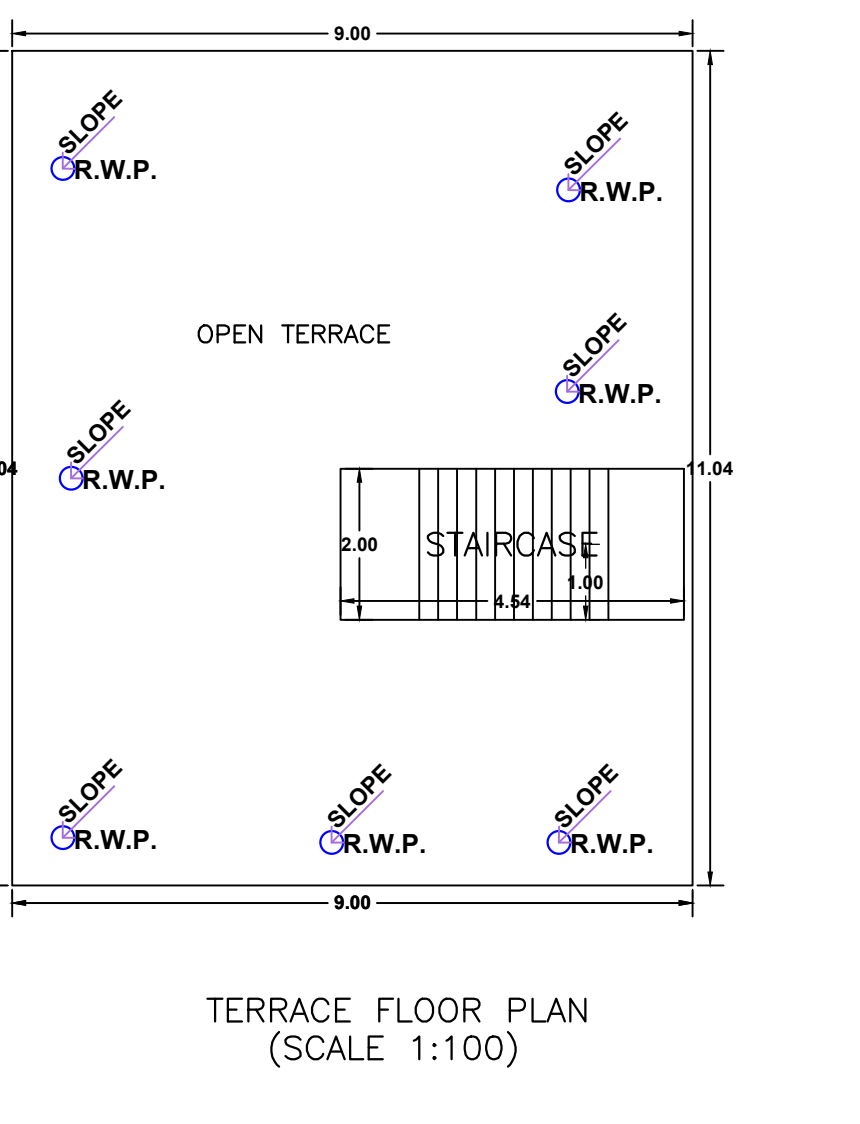 9.00
SLOPE
R.W.P.
SLOPE
R.W.P.
OPEN TERRACE
SLOPE
R.W.P.
SLOPE
R.W.P.
04
11.04
2.00
STAIRCASE
1.00
4.54
SLOPE
R.W.P.
SLOPE
R.W.P.
SLOPE
R.W.P.
9.00
TERRACE FLOOR PLAN
(SCALE 1:100)